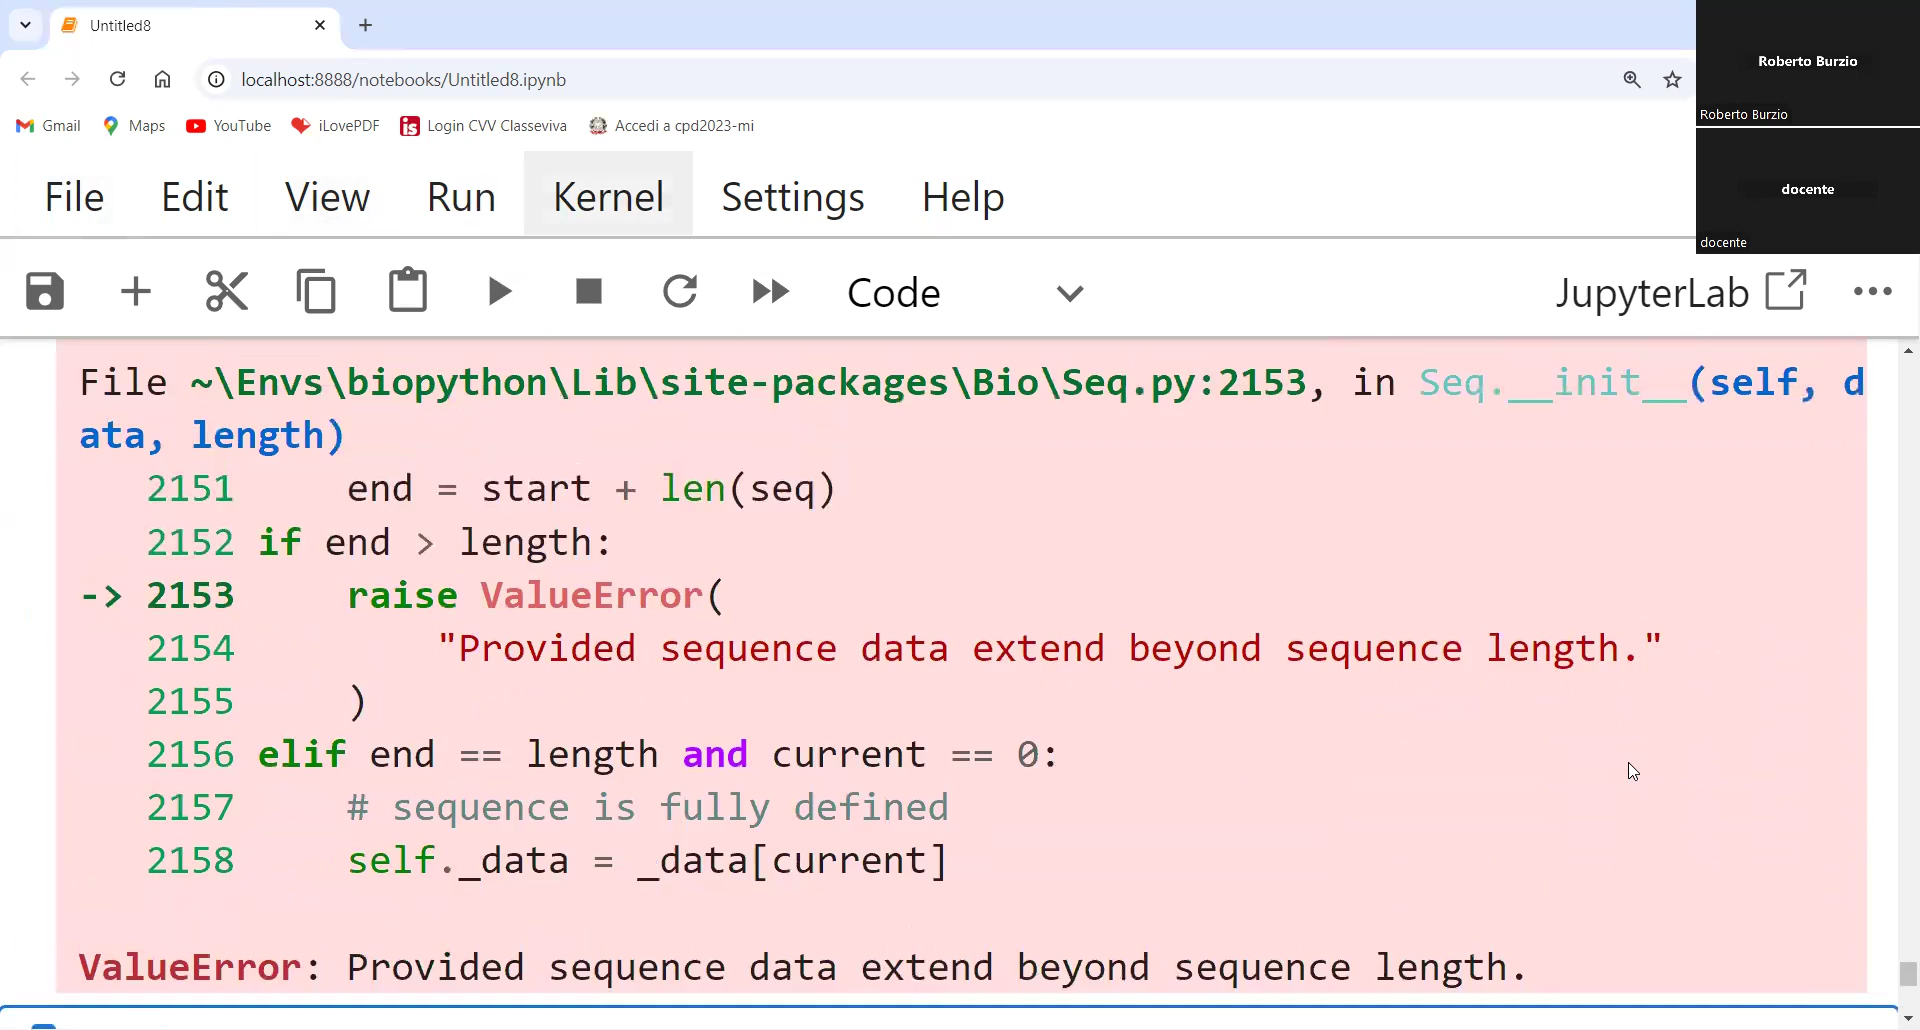 Untitled8
localhost:8888/notebooks/Untitled8.ipynb
Gmail Maps YouTube iLovePDF Login CVV Classeviva Accedi a cpd2023-mi
Roberto Burzio
Roberto Burzio
docente
docente
File Edit View Run Kernel Settings Help
Code JupyterLab
File ~\Envs\biopython\Lib\site-packages\Bio\Seq.py:2153, in Seq.__init__(self, d
ata, length)
2151     end = start + len(seq)
2152 if end > length:
-> 2153     raise ValueError(
2154         "Provided sequence data extend beyond sequence length."
2155     )
2156 elif end == length and current == 0:
2157     # sequence is fully defined
2158     self._data = _data[current]
ValueError: Provided sequence data extend beyond sequence length.